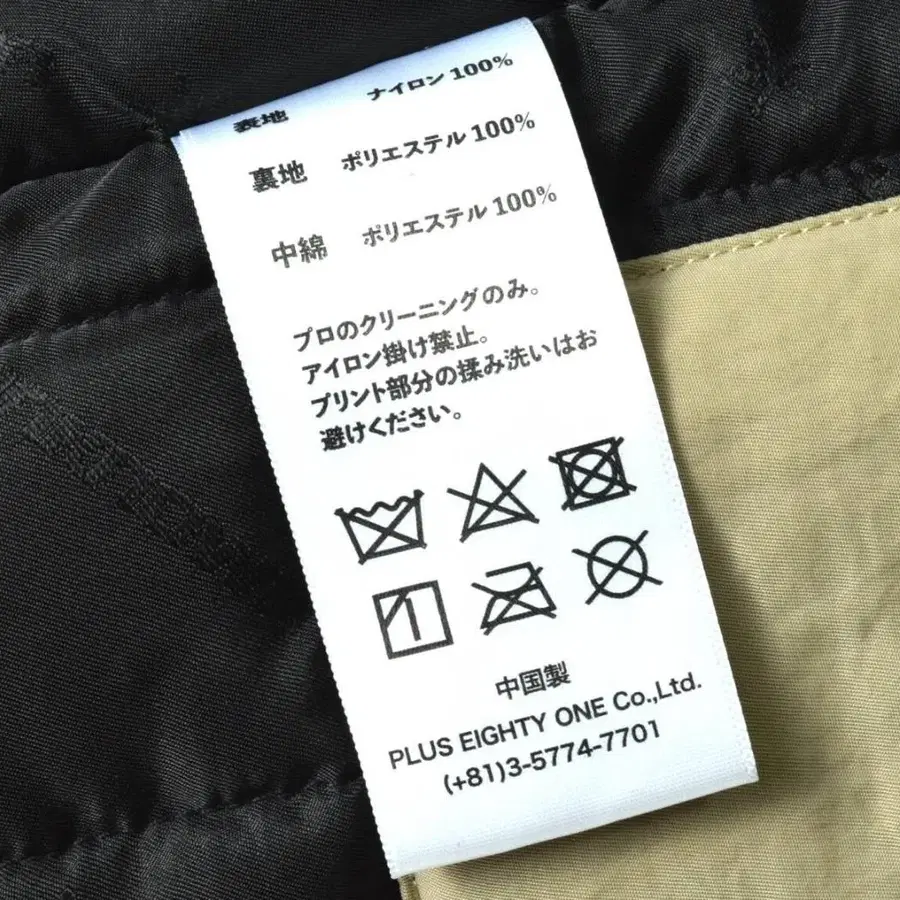 表地 ナイロン 100%
裏地 ポリエステル 100%
中綿 ポリエステル 100%
プロのクリーニングのみ。
アイロン掛け禁止。
プリント部分の揉み洗いはお
避けください。
中国製
PLUS EIGHTY ONE Co.,Ltd.
(+81)3-5774-7701